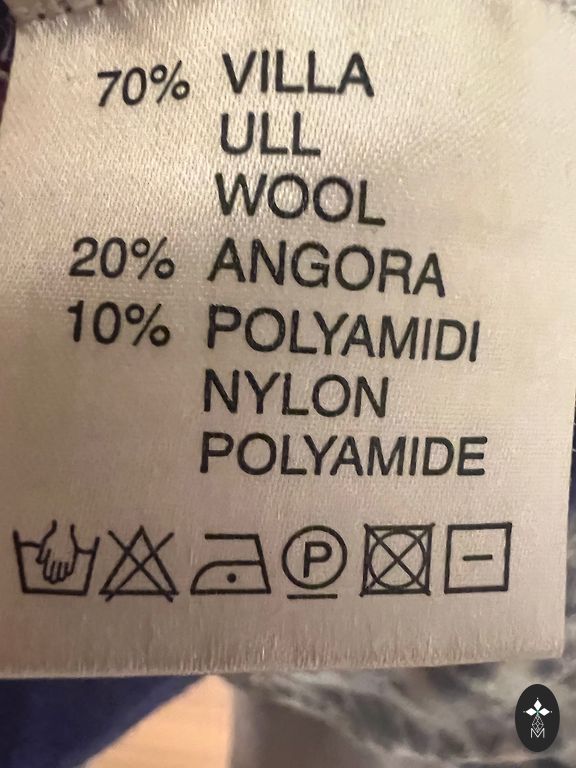 70% VILLA
ULL
WOOL
20% ANGORA
10% POLYAMIDI
NYLON
POLYAMIDE
P
M